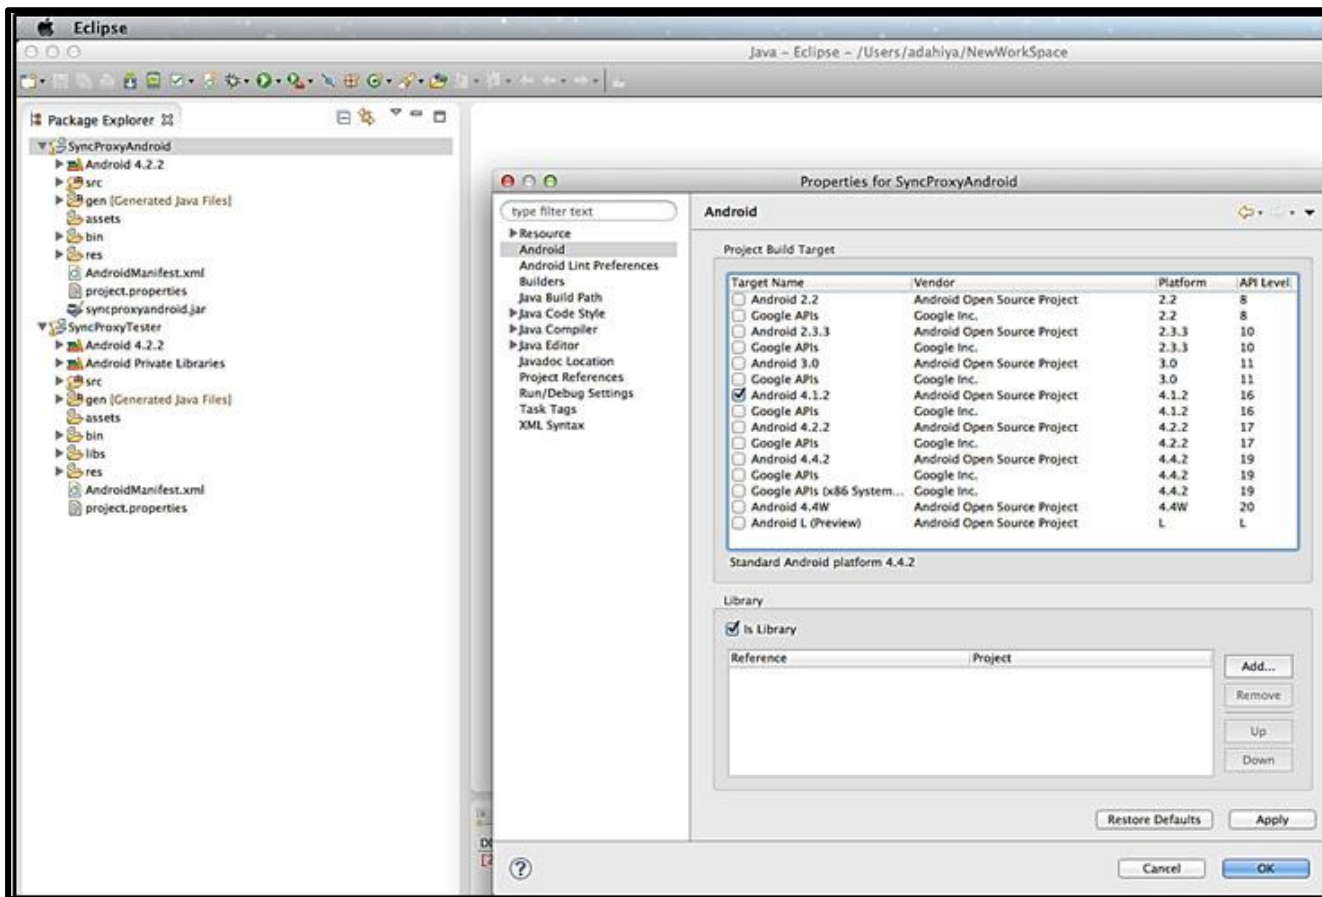 Eclipse
Java – Eclipse – /Users/adahiya/NewWorkSpace
Package Explorer
SyncProxyAndroid
Android 4.2.2
src
gen [Generated Java Files]
assets
bin
res
AndroidManifest.xml
project.properties
syncproxyandroid.jar
SyncProxyTester
Android 4.2.2
Android Private Libraries
src
gen [Generated Java Files]
assets
bin
libs
res
AndroidManifest.xml
project.properties
Properties for SyncProxyAndroid
type filter text
Resource
Android
Android Lint Preferences
Builders
Java Build Path
Java Code Style
Java Compiler
Java Editor
Javadoc Location
Project References
Run/Debug Settings
Task Tags
XML Syntax
Android
Project Build Target
Target Name Vendor Platform API Level
Android 2.2 Android Open Source Project 2.2 8
Google APIs Google Inc. 2.2 8
Android 2.3.3 Android Open Source Project 2.3.3 10
Google APIs Google Inc. 2.3.3 10
Android 3.0 Android Open Source Project 3.0 11
Google APIs Google Inc. 3.0 11
Android 4.1.2 Android Open Source Project 4.1.2 16
Google APIs Google Inc. 4.1.2 16
Android 4.2.2 Android Open Source Project 4.2.2 17
Google APIs Google Inc. 4.2.2 17
Android 4.4.2 Android Open Source Project 4.4.2 19
Google APIs Google Inc. 4.4.2 19
Google APIs (x86 System... Google Inc. 4.4.2 19
Android 4.4W Android Open Source Project 4.4W 20
Android L (Preview) Android Open Source Project L L
Standard Android platform 4.4.2
Library
Is Library
Reference Project
Add...
Remove
Up
Down
Restore Defaults Apply
? Cancel OK